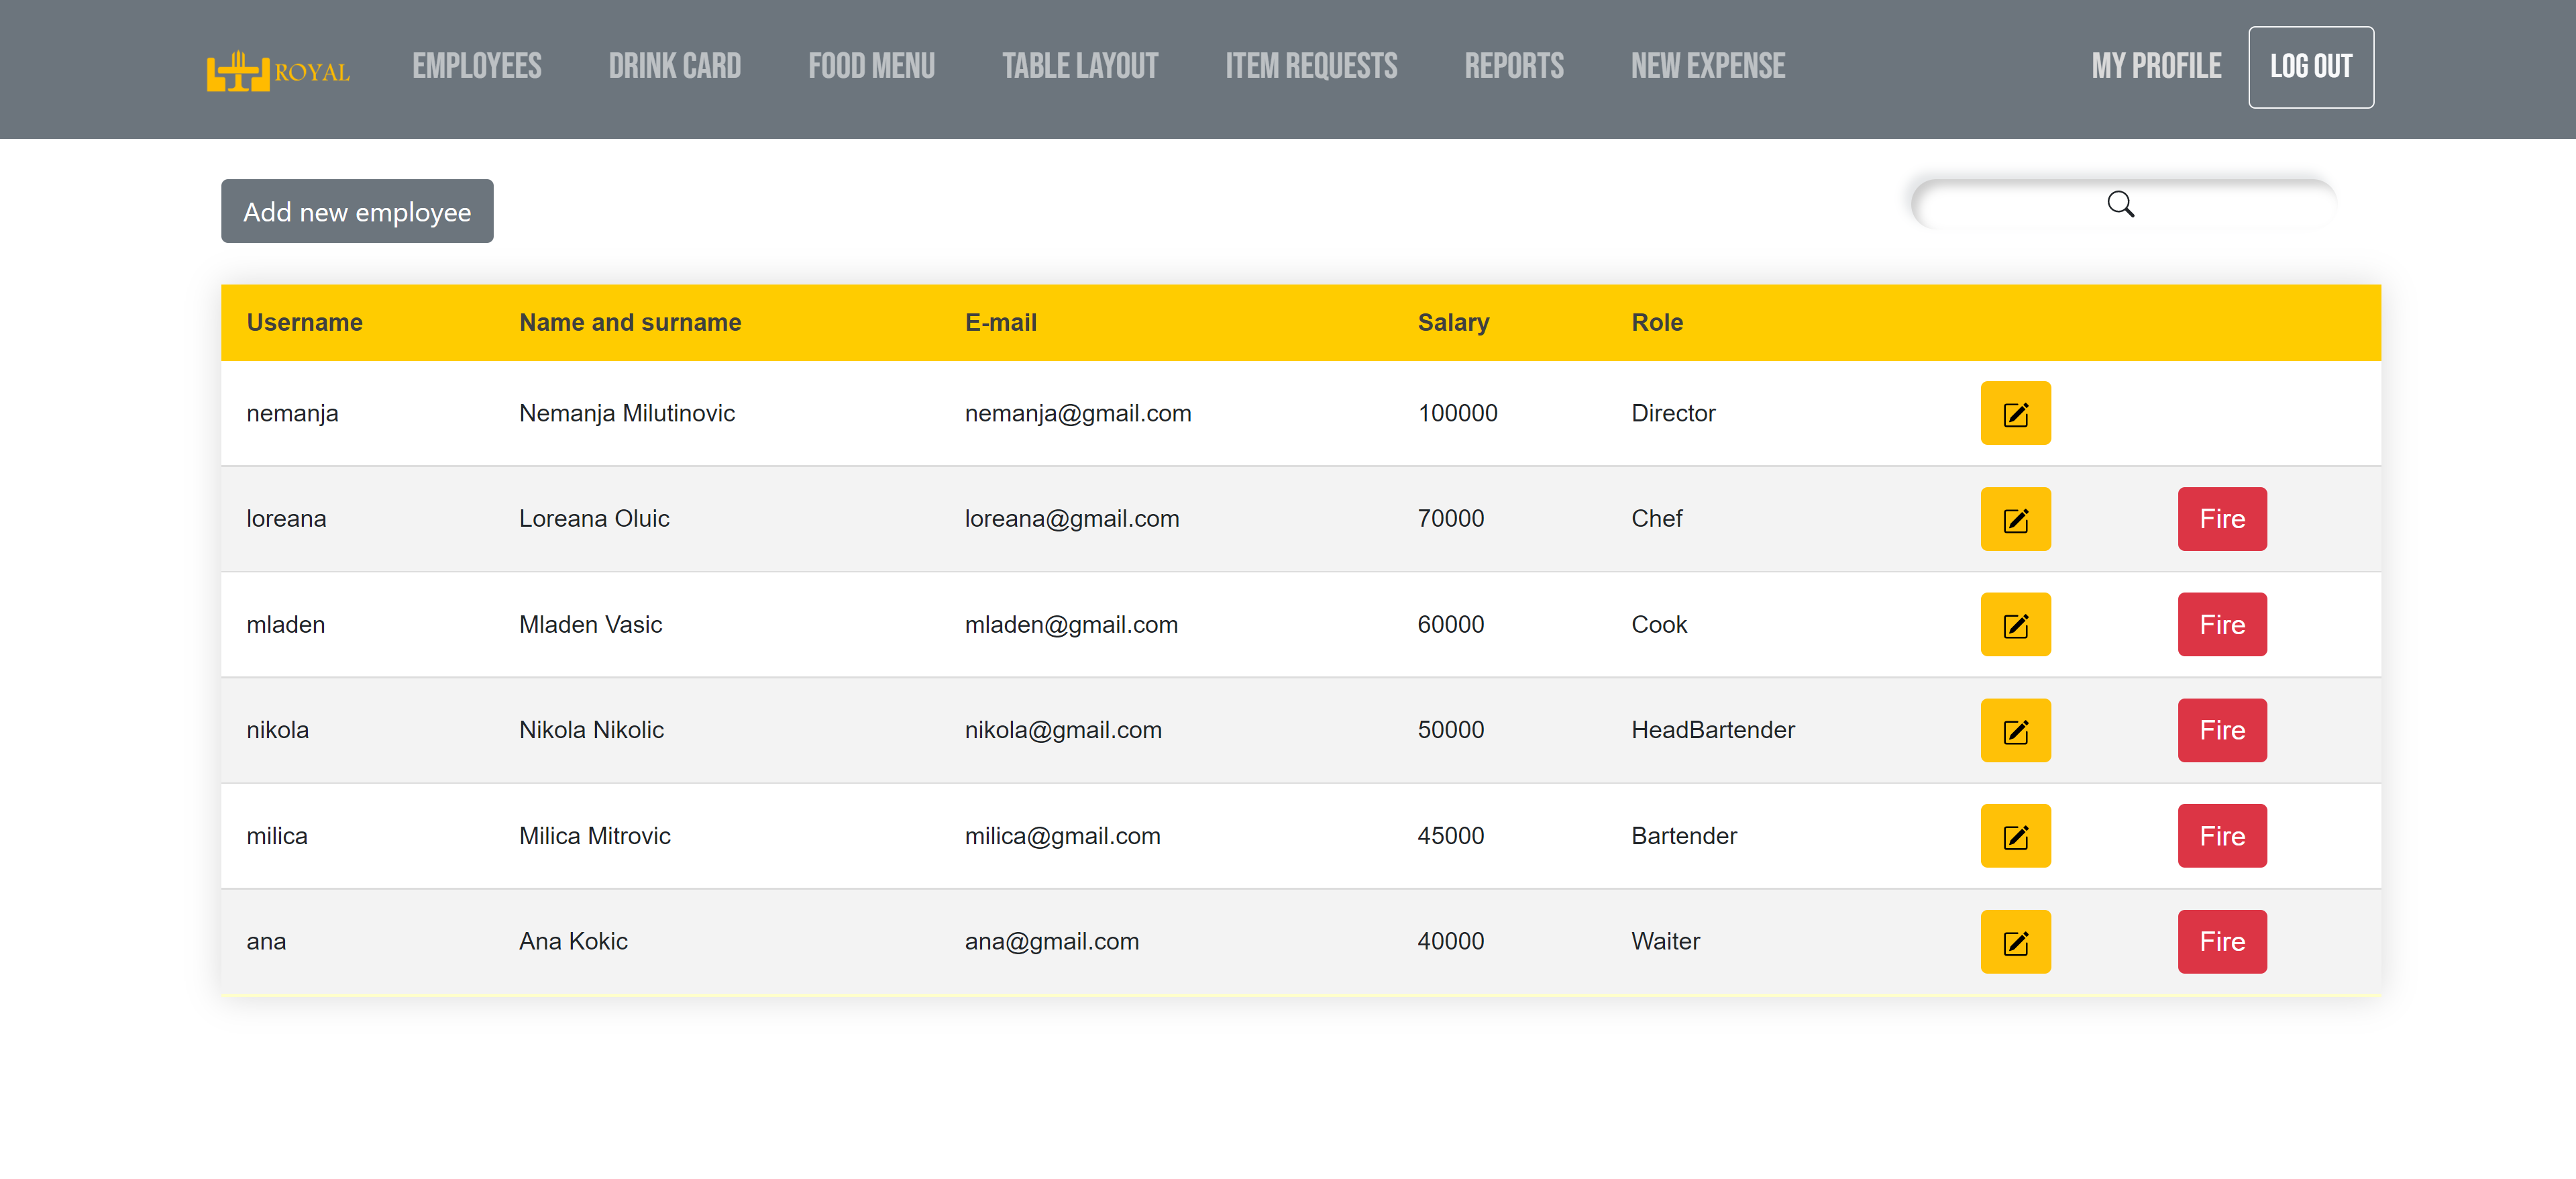 ROYAL EMPLOYEES DRINK CARD FOOD MENU TABLE LAYOUT ITEM REQUESTS REPORTS NEW EXPENSE MY PROFILE LOG OUT
Add new employee
Username Name and surname E-mail Salary Role
nemanja Nemanja Milutinovic nemanja@gmail.com 100000 Director
loreana Loreana Oluic loreana@gmail.com 70000 Chef Fire
mladen Mladen Vasic mladen@gmail.com 60000 Cook Fire
nikola Nikola Nikolic nikola@gmail.com 50000 HeadBartender Fire
milica Milica Mitrovic milica@gmail.com 45000 Bartender Fire
ana Ana Kokic ana@gmail.com 40000 Waiter Fire